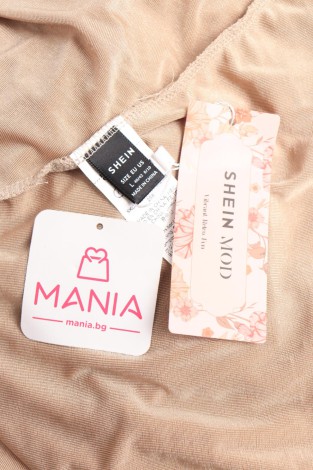 SHEIN
SIZE EU US
MADE IN CHINA
SHEIN MOD
MANIA
mania.bg